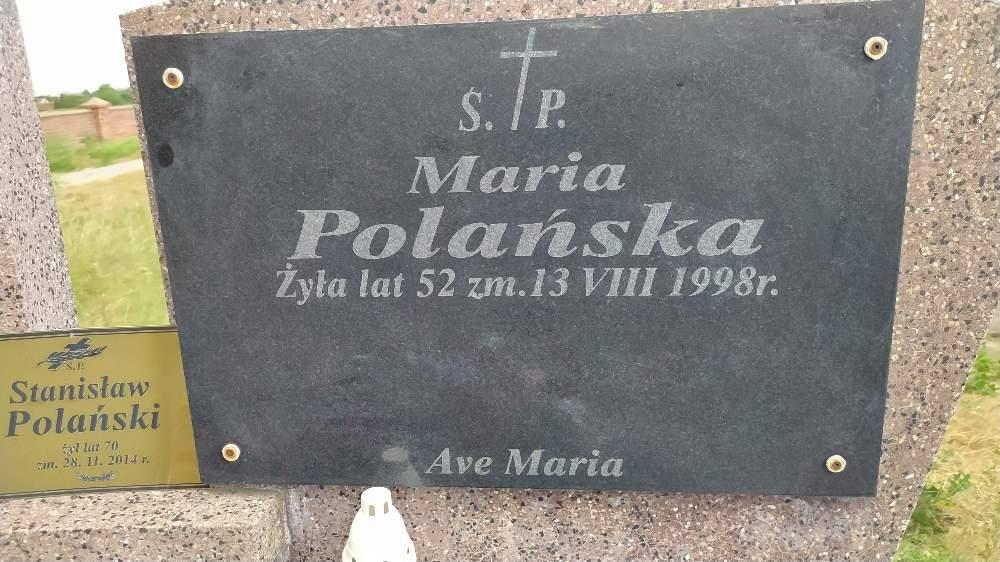 Ś. P.
Maria
Polańska
Żyła lat 52 zm. 13 VIII 1998r.
Ave Maria
Ś.P.
Stanisław
Polański
żył lat 70
zm. 28. 11. 2014 r.